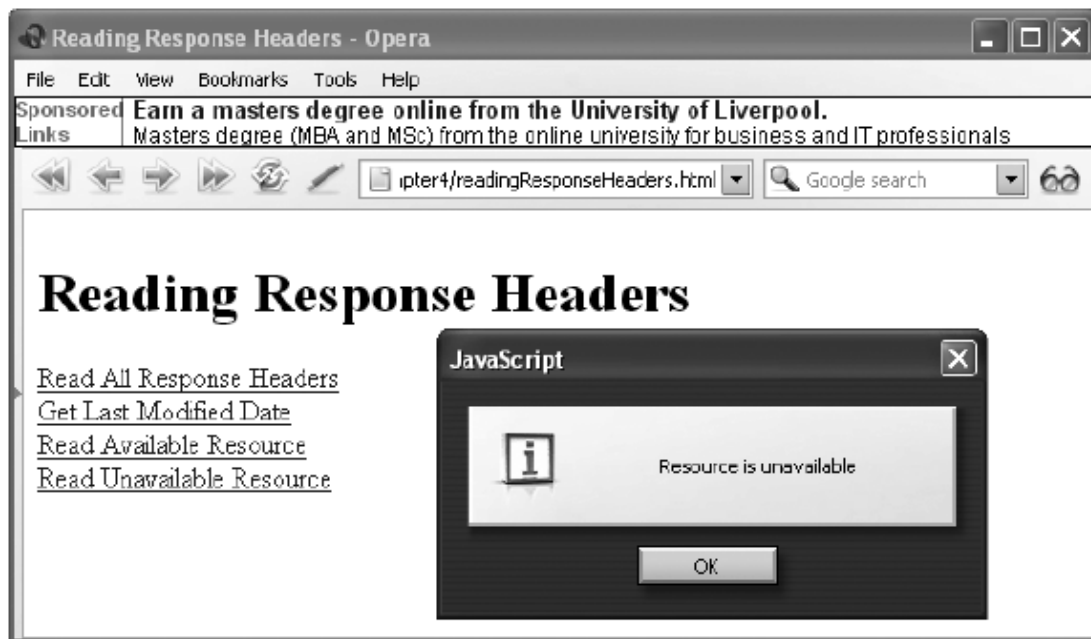 Reading Response Headers - Opera
File Edit View Bookmarks Tools Help
Sponsored Links
Earn a masters degree online from the University of Liverpool.
Masters degree (MBA and MSc) from the online university for business and IT professionals
ıpter4/readingResponseHeaders.html
Google search
Reading Response Headers
Read All Response Headers
Get Last Modified Date
Read Available Resource
Read Unavailable Resource
JavaScript
i
Resource is unavailable
OK